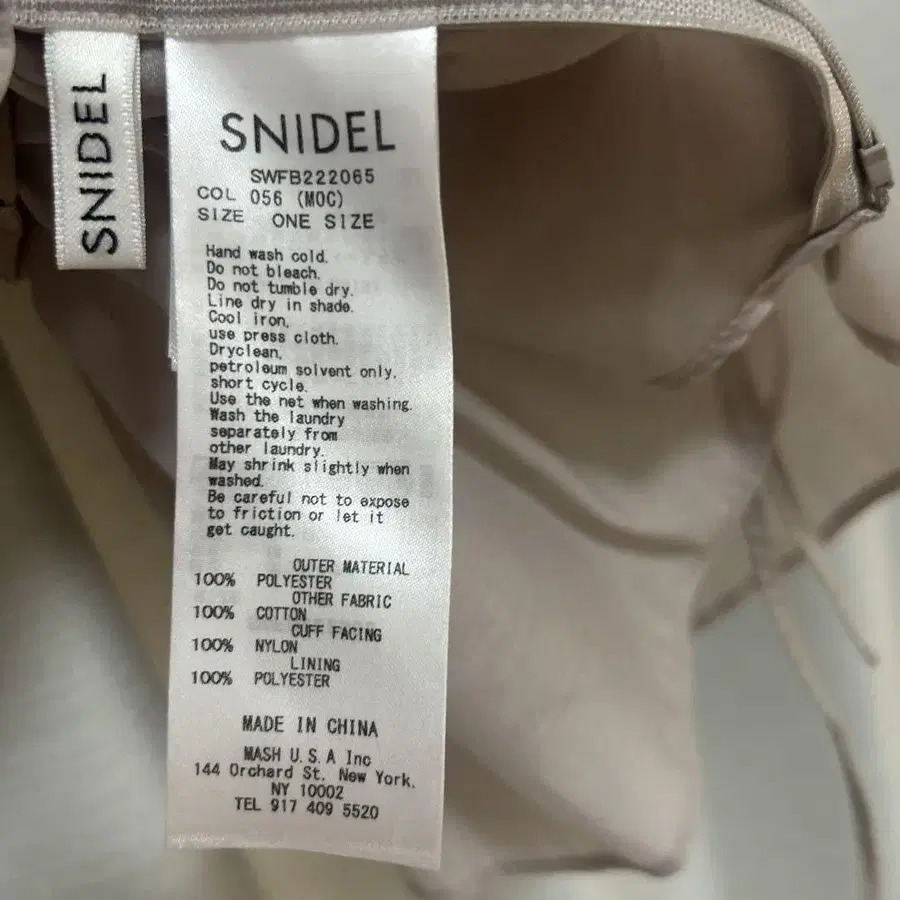 SNIDEL
SNIDEL
SWFB222065
COL 056 (MOC)
SIZE ONE SIZE
Hand wash cold.
Do not bleach.
Do not tumble dry.
Line dry in shade.
Cool iron,
use press cloth.
Dryclean,
petroleum solvent only,
short cycle.
Use the net when washing.
Wash the laundry
separately from
other laundry.
May shrink slightly when
washed.
Be careful not to expose
to friction or let it
get caught.
OUTER MATERIAL
100% POLYESTER
OTHER FABRIC
100% COTTON
CUFF FACING
100% NYLON
LINING
100% POLYESTER
MADE IN CHINA
MASH U.S.A Inc
144 Orchard St. New York.
NY 10002
TEL 917 409 5520